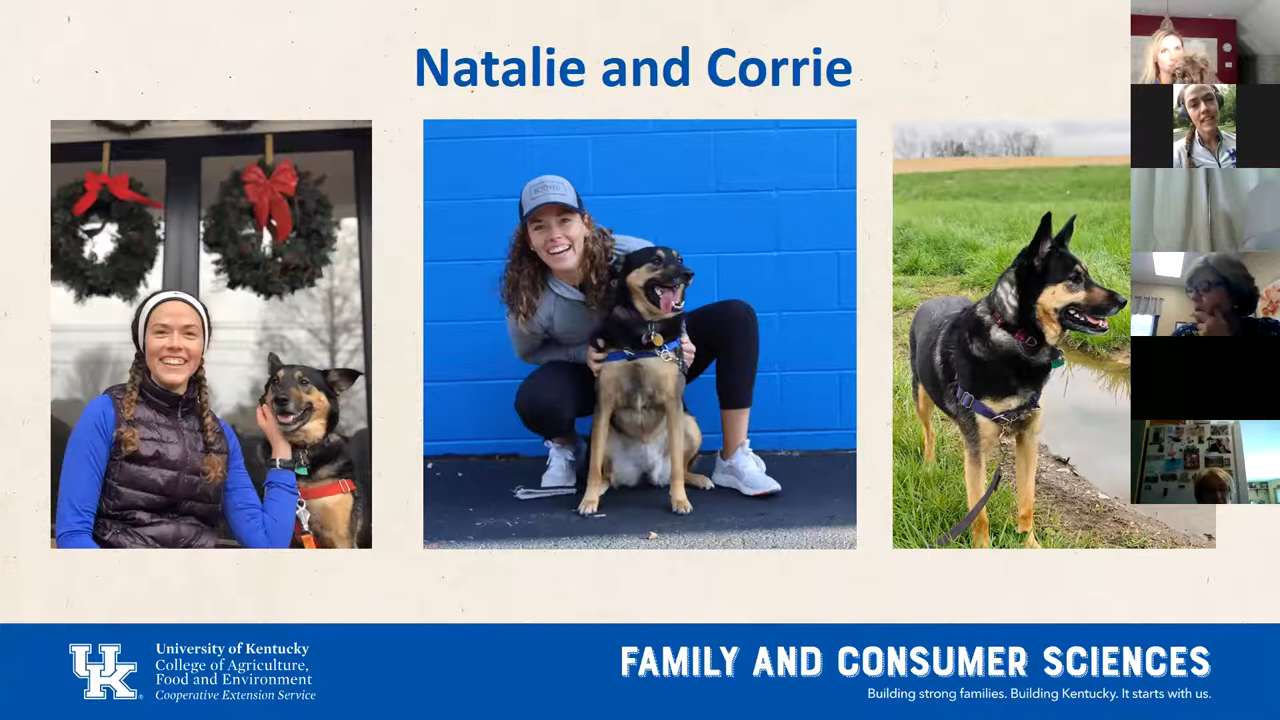 Natalie and Corrie
UK
University of Kentucky
College of Agriculture,
Food and Environment
Cooperative Extension Service
FAMILY AND CONSUMER SCIENCES
Building strong families. Building Kentucky. It starts with us.